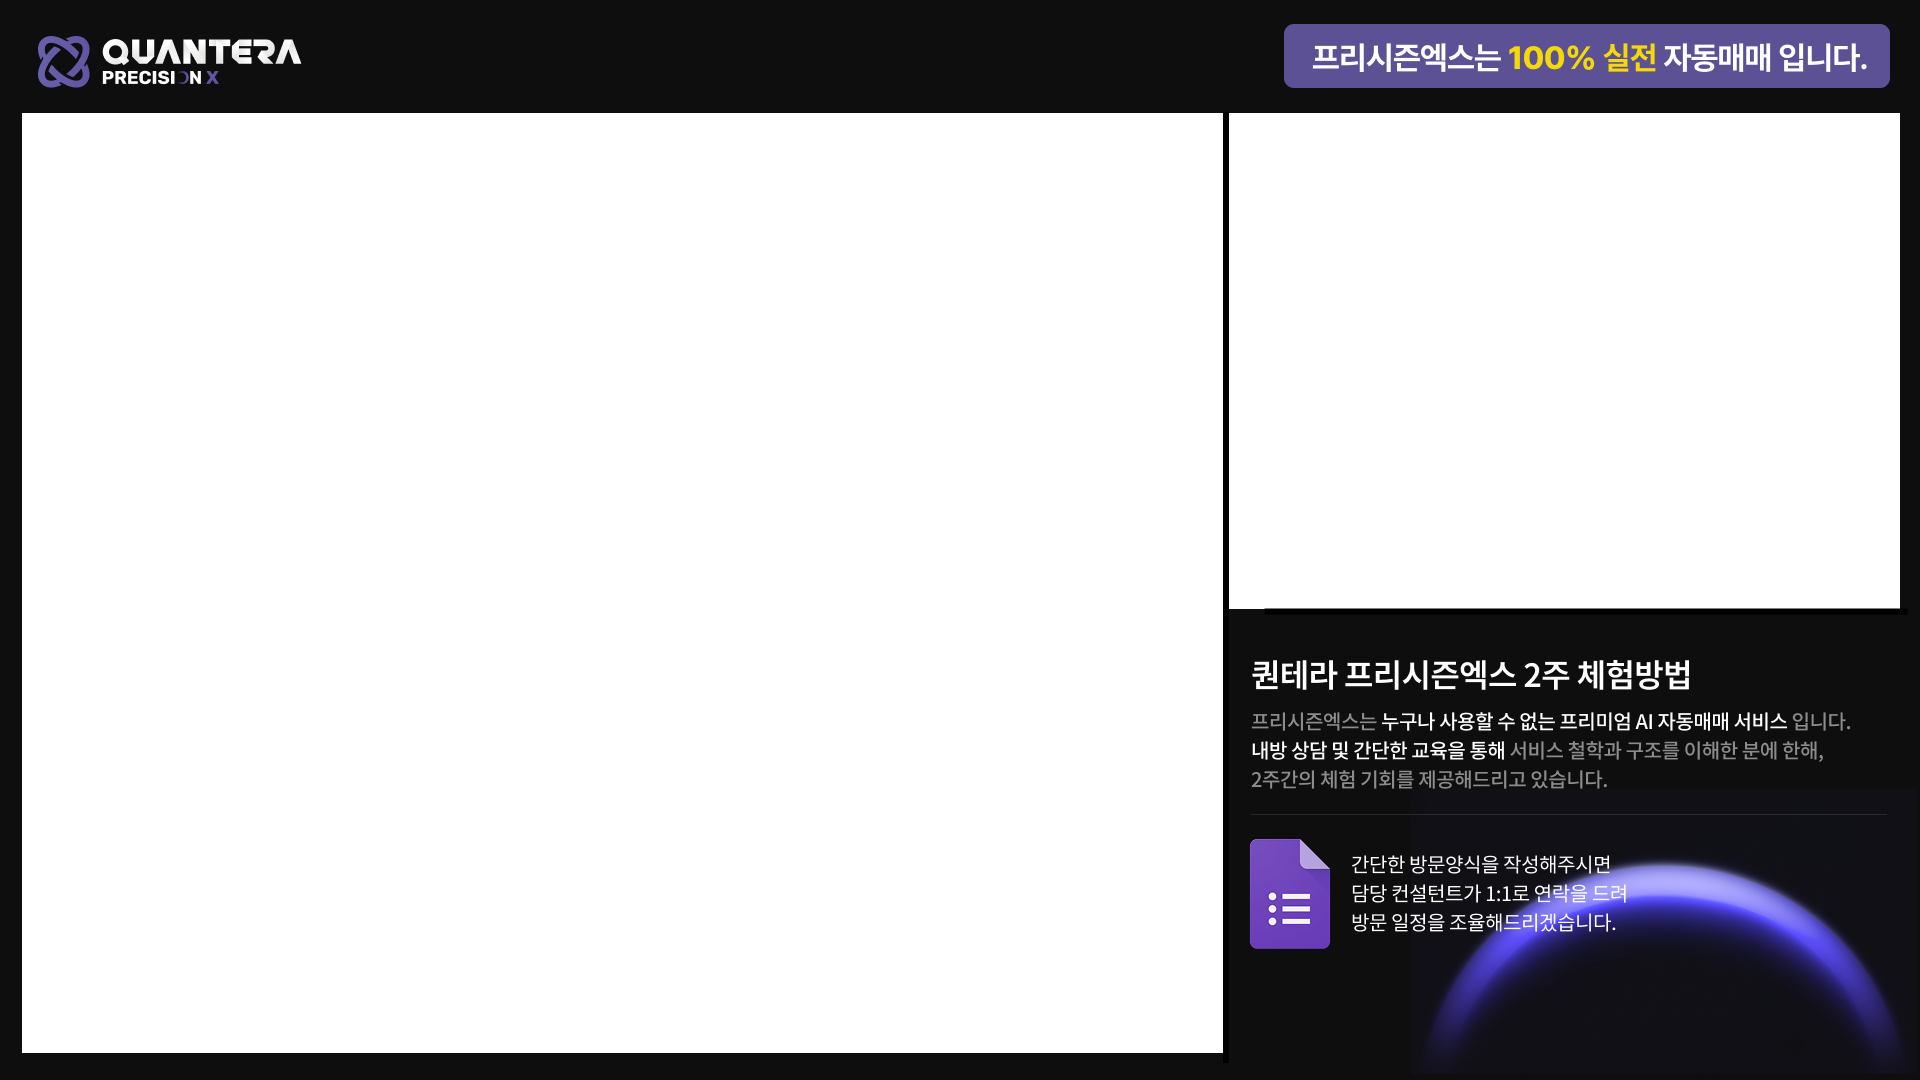 QUANTERA
PRECISION X
프리시즌엑스는 100% 실전 자동매매 입니다.
퀀테라 프리시즌엑스 2주 체험방법
프리시즌엑스는 누구나 사용할 수 없는 프리미엄 AI 자동매매 서비스 입니다.
내방 상담 및 간단한 교육을 통해 서비스 철학과 구조를 이해한 분에 한해,
2주간의 체험 기회를 제공해드리고 있습니다.
간단한 방문양식을 작성해주시면
담당 컨설턴트가 1:1로 연락을 드려
방문 일정을 조율해드리겠습니다.